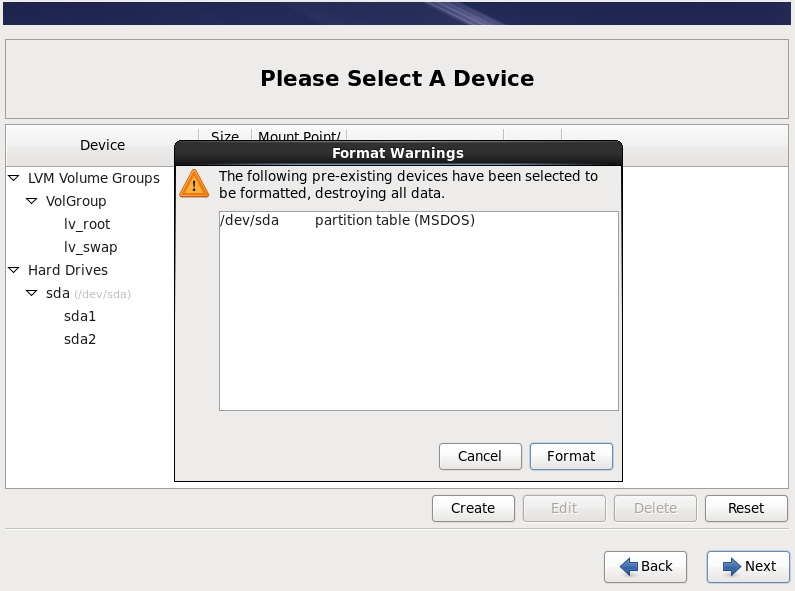 Please Select A Device
Device
Size
Mount Point/
Format Warnings
The following pre-existing devices have been selected to
be formatted, destroying all data.
/dev/sda partition table (MSDOS)
LVM Volume Groups
VolGroup
lv_root
lv_swap
Hard Drives
sda (/dev/sda)
sda1
sda2
Cancel Format
Create Edit Delete Reset
Back Next